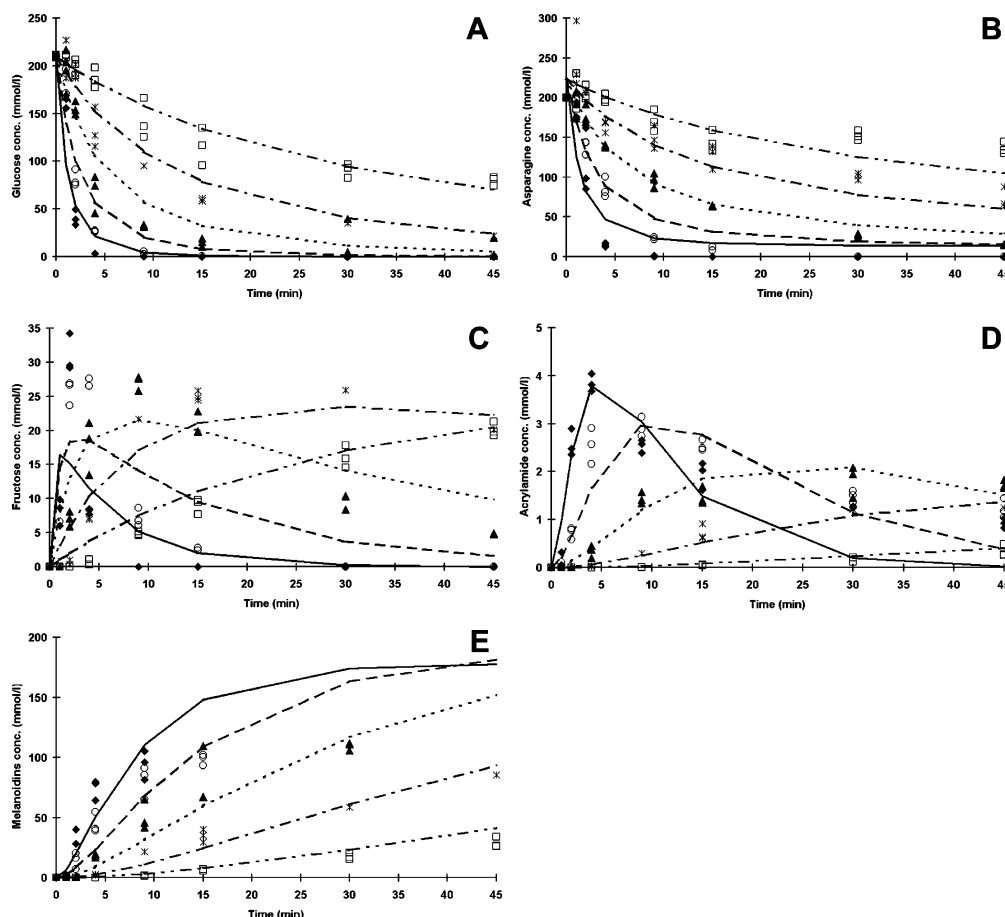 A
Glucose conc. (mmol/l)
250
200
150
100
50
0
0 5 10 15 20 25 30 35 40 45
Time (min)
B
Asparagine conc. (mmol/l)
300
250
200
150
100
50
0
0 5 10 15 20 25 30 35 40 45
Time (min)
C
Fructose conc. (mmol/l)
35
30
25
20
15
10
5
0
0 5 10 15 20 25 30 35 40 45
Time (min)
D
Acrylamide conc. (mmol/l)
5
4
3
2
1
0
0 5 10 15 20 25 30 35 40 45
Time (min)
E
Melanoidins conc. (mmol/l)
200
150
100
50
0
0 5 10 15 20 25 30 35 40 45
Time (min)